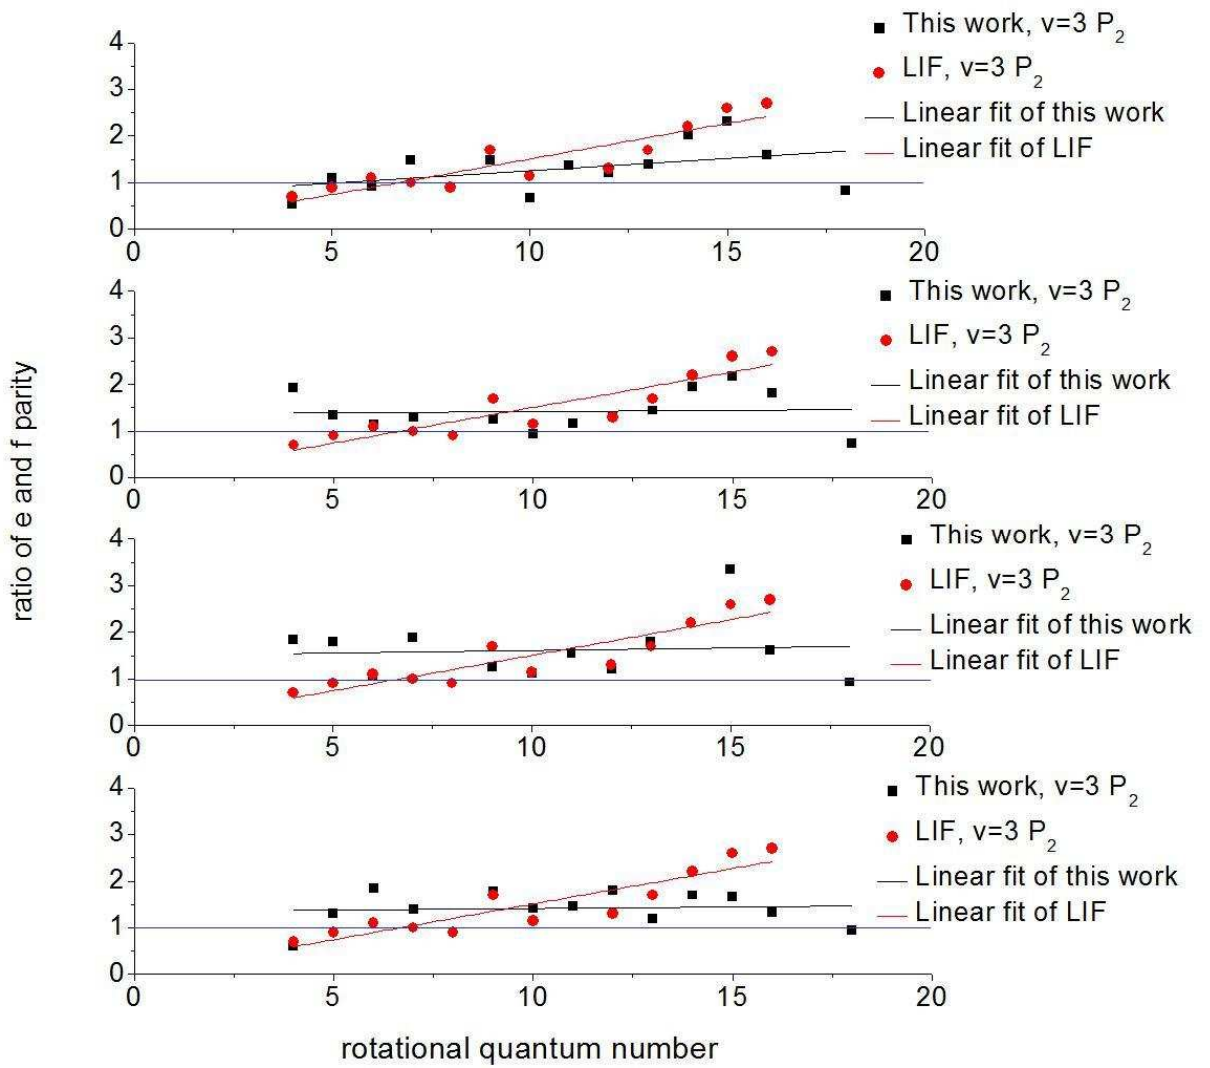 ratio of e and f parity
4
3
2
1
0
0 5 10 15 20
This work, v=3 P2
LIF, v=3 P2
Linear fit of this work
Linear fit of LIF
4
3
2
1
0
0 5 10 15 20
This work, v=3 P2
LIF, v=3 P2
Linear fit of this work
Linear fit of LIF
4
3
2
1
0
0 5 10 15 20
This work, v=3 P2
LIF, v=3 P2
Linear fit of this work
Linear fit of LIF
4
3
2
1
0
0 5 10 15 20
This work, v=3 P2
LIF, v=3 P2
Linear fit of this work
Linear fit of LIF
rotational quantum number